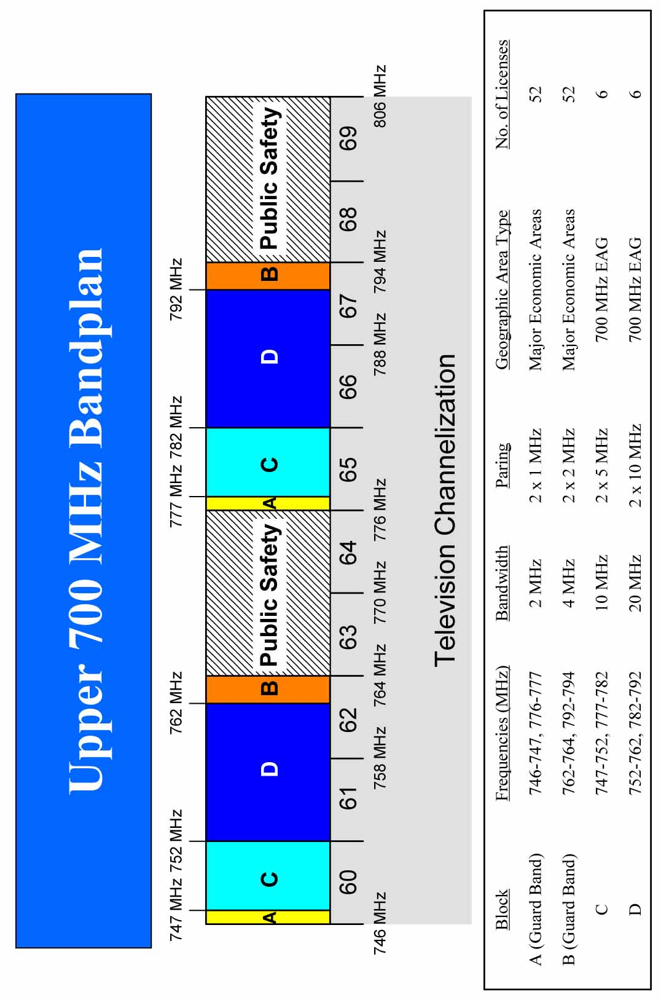 Upper 700 MHz Bandplan
747 MHz 752 MHz 762 MHz 777 MHz 782 MHz 792 MHz
A C D B Public Safety A C D B Public Safety
60 61 62 63 64 65 66 67 68 69
746 MHz 758 MHz 764 MHz 770 MHz 776 MHz 788 MHz 794 MHz 806 MHz
Television Channelization
Block Frequencies (MHz) Bandwidth Paring Geographic Area Type No. of Licenses
A (Guard Band) 746-747, 776-777 2 MHz 2 x 1 MHz Major Economic Areas 52
B (Guard Band) 762-764, 792-794 4 MHz 2 x 2 MHz Major Economic Areas 52
C 747-752, 777-782 10 MHz 2 x 5 MHz 700 MHz EAG 6
D 752-762, 782-792 20 MHz 2 x 10 MHz 700 MHz EAG 6